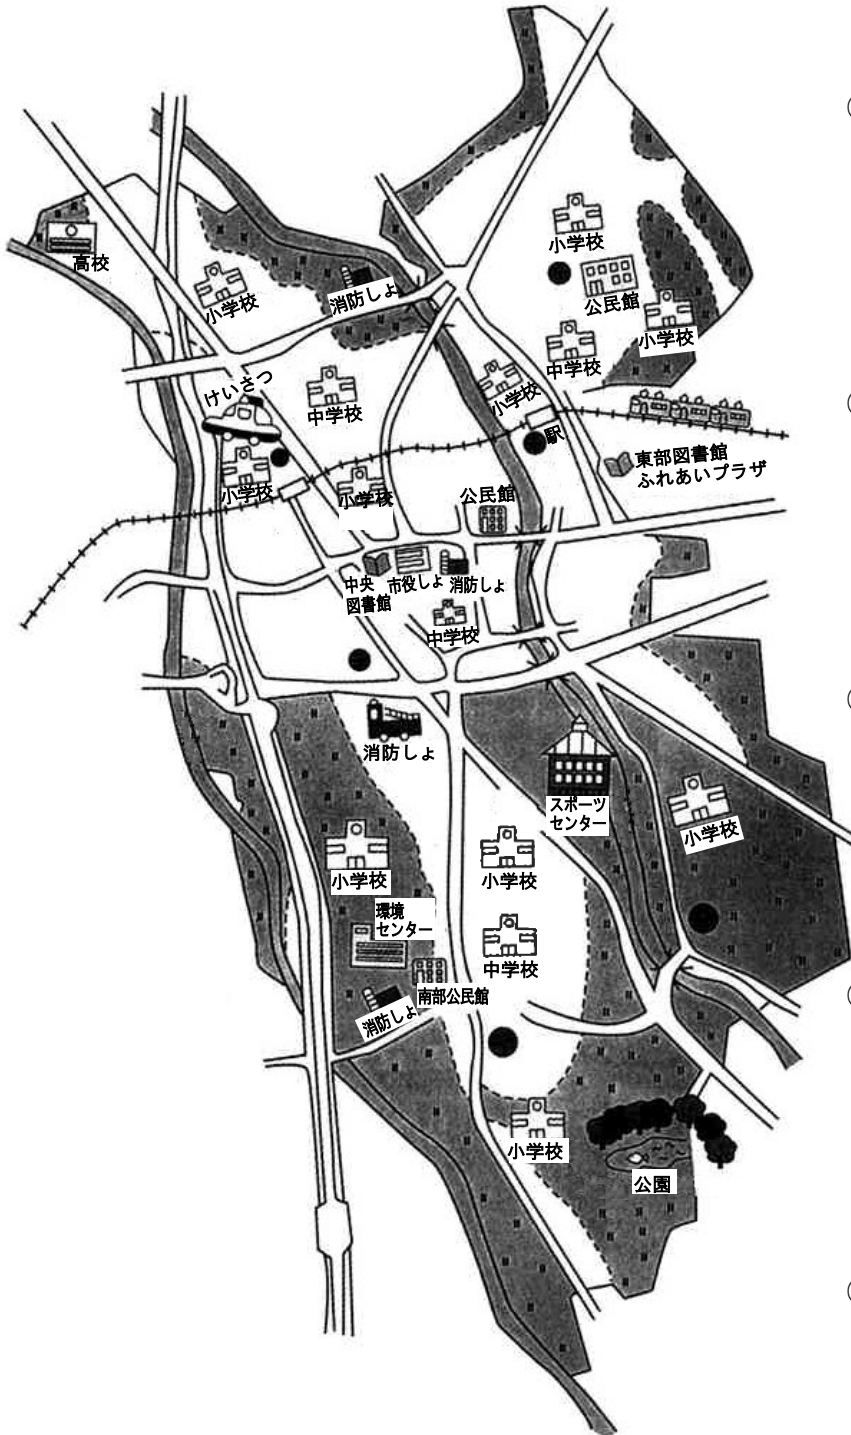 小学校
高校
小学校
消防しょ
公民館
小学校
中学校
けいさつ
中学校
小学校
駅
東部図書館
ふれあいプラザ
小学校
小学校
公民館
中央
図書館
市役しょ
消防しょ
中学校
消防しょ
スポーツ
センター
小学校
小学校
小学校
環境
センター
中学校
南部公民館
消防しょ
小学校
公園